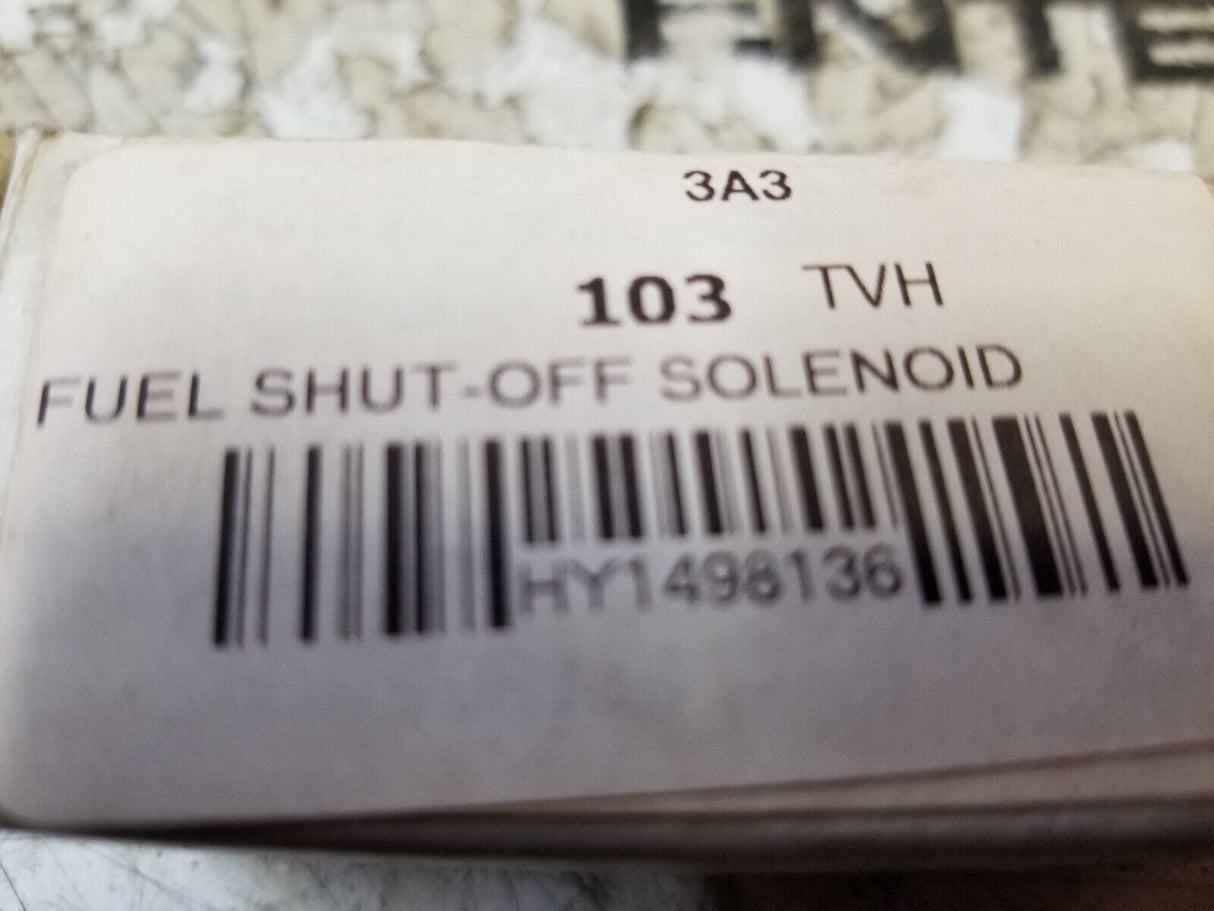 3A3
103 TVH
FUEL SHUT-OFF SOLENOID
HY1498136